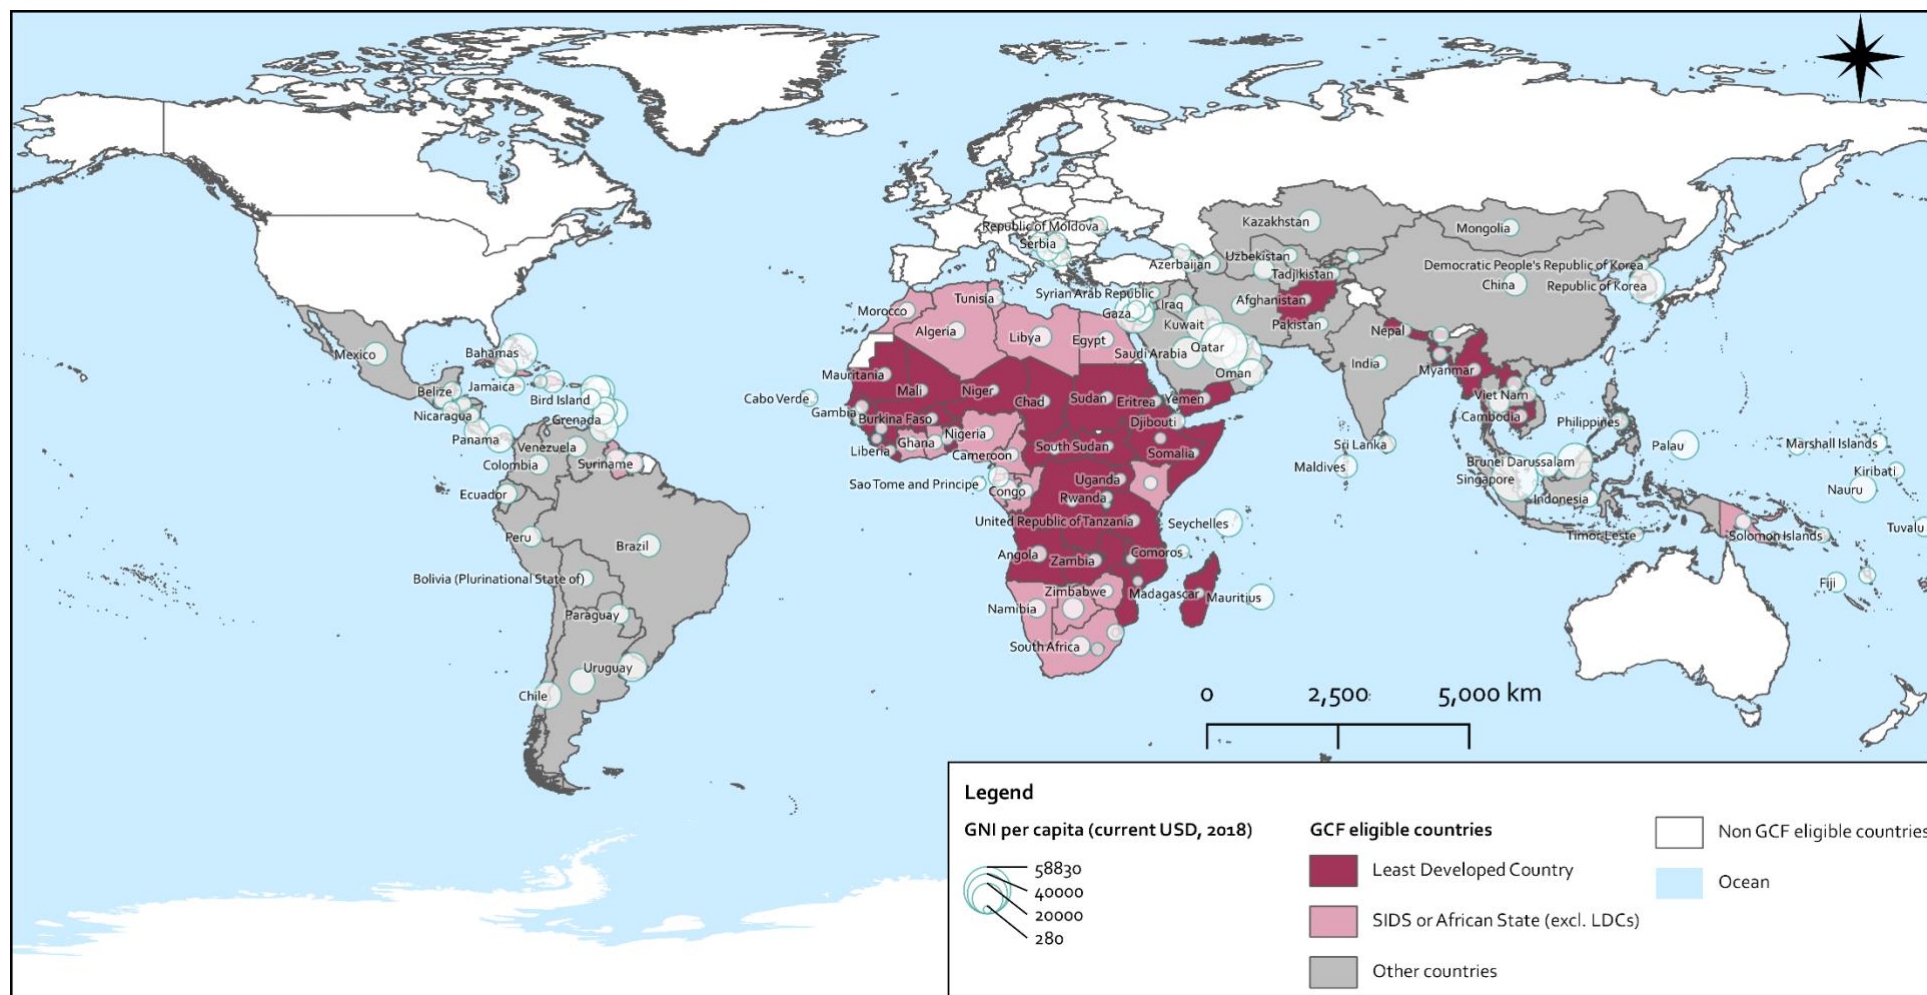 Kazakhstan
Mongolia
Republic of Moldova
Serbia
Azerbaijan
Uzbekistan
Tadjikistan
Democratic People's Republic of Korea
China
Republic of Korea
Morocco
Tunisia
Syrian Arab Republic
Gaza
Iraq
Afghanistan
Algeria
Libya
Egypt
Kuwait
Pakistan
Nepal
Mexico
Bahamas
Saudi Arabia
Qatar
India
Myanmar
Oman
Jamaica
Belize
Bird Island
Nicaragua
Grenada
Panama
Venezuela
Colombia
Suriname
Ecuador
Peru
Brazil
Bolivia (Plurinational State of)
Paraguay
Uruguay
Chile
Cabo Verde
Mauritania
Mali
Niger
Chad
Sudan
Eritrea
Yemen
Gambia
Burkina Faso
Djibouti
Liberia
Ghana
Nigeria
Cameroon
South Sudan
Somalia
Sao Tome and Principe
Congo
Uganda
Rwanda
United Republic of Tanzania
Seychelles
Angola
Zambia
Comoros
Zimbabwe
Madagascar
Mauritius
Namibia
South Africa
Viet Nam
Cambodia
Philippines
Sri Lanka
Maldives
Brunei Darussalam
Singapore
Indonesia
Palau
Marshall Islands
Kiribati
Nauru
Tuvalu
Timor Leste
Solomon Islands
Fiji
0 2,500 5,000 km
Legend
GNI per capita (current USD, 2018)
58830
40000
20000
280
GCF eligible countries
Least Developed Country
SIDS or African State (excl. LDCs)
Other countries
Non GCF eligible countries
Ocean